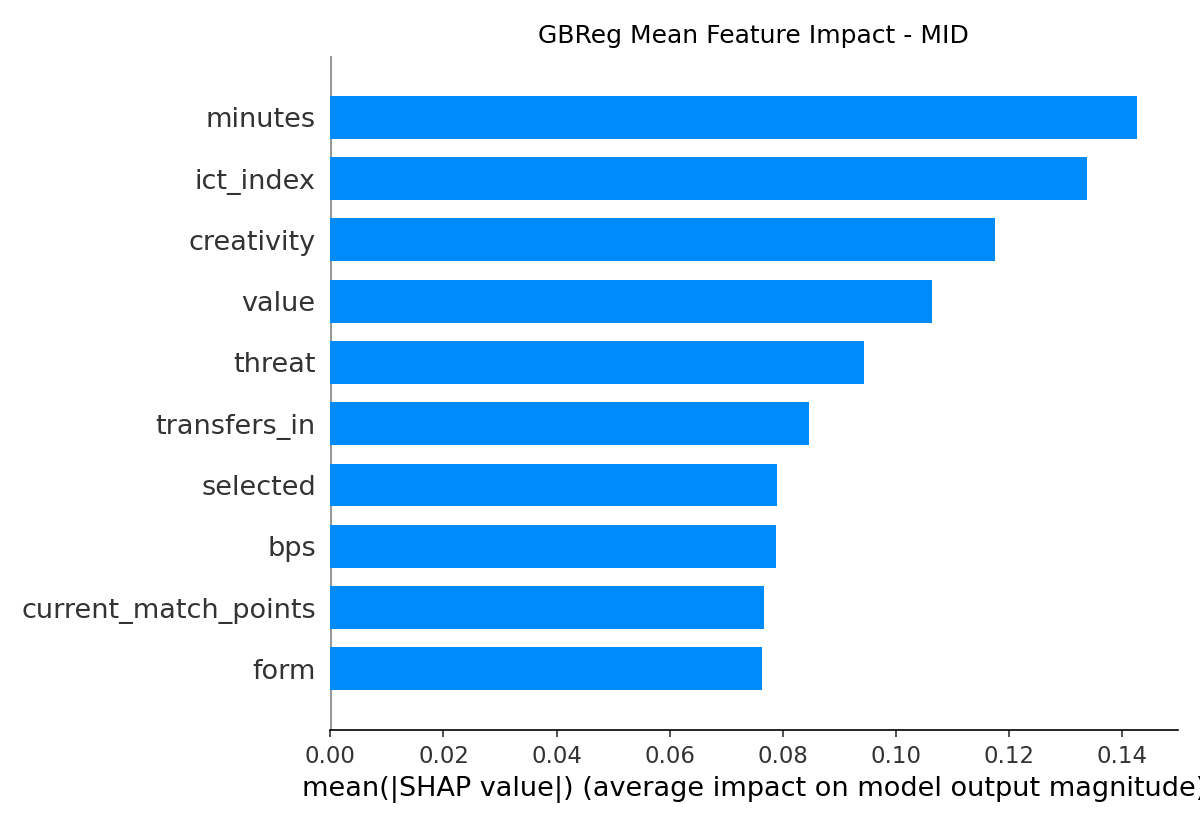 GBReg Mean Feature Impact - MID
minutes
ict_index
creativity
value
threat
transfers_in
selected
bps
current_match_points
form
0.00 0.02 0.04 0.06 0.08 0.10 0.12 0.14
mean(|SHAP value|) (average impact on model output magnitude)